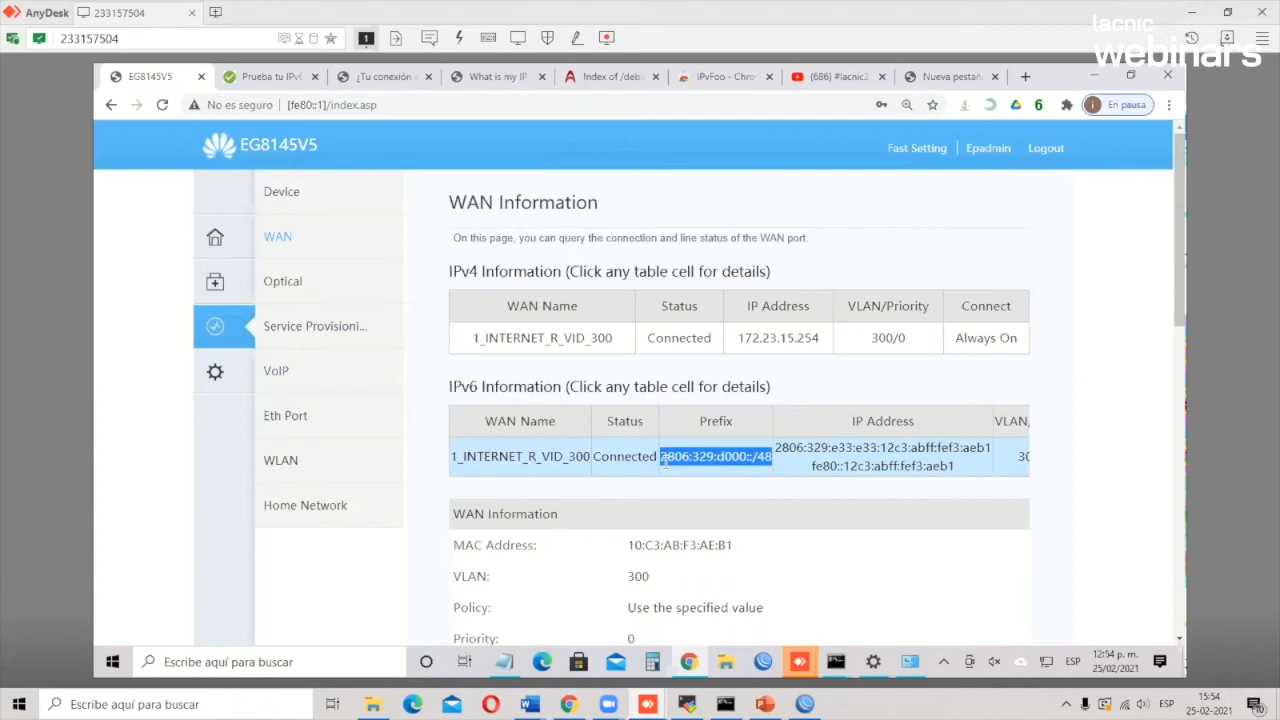 AnyDesk
233157504
233157504
1
lacnic
webinars
EG8145V5
Prueba tu IPv
¿Tu conexión
What is my IP
Index of /deb
IPvFoo - Chro
(686) #lacnic2
Nueva pestañ
No es seguro
[fe80::1]/index.asp
6
i
En pausa
EG8145V5
Fast Setting
Epadmin
Logout
Device
WAN
Optical
Service Provisioni...
VoIP
Eth Port
WLAN
Home Network
WAN Information
On this page, you can query the connection and line status of the WAN port.
IPv4 Information (Click any table cell for details)
WAN Name Status IP Address VLAN/Priority Connect
1_INTERNET_R_VID_300 Connected 172.23.15.254 300/0 Always On
IPv6 Information (Click any table cell for details)
WAN Name Status Prefix IP Address VLAN/
1_INTERNET_R_VID_300 Connected 2806:329:d000::/48 2806:329:e33:e33:12c3:abff:fef3:aeb1 30
fe80::12c3:abff:fef3:aeb1
WAN Information
MAC Address: 10:C3:AB:F3:AE:B1
VLAN: 300
Policy: Use the specified value
Priority: 0
Escribe aquí para buscar
ESP
12:54 p. m.
25/02/2021
Escribe aquí para buscar
ESP
15:54
25-02-2021